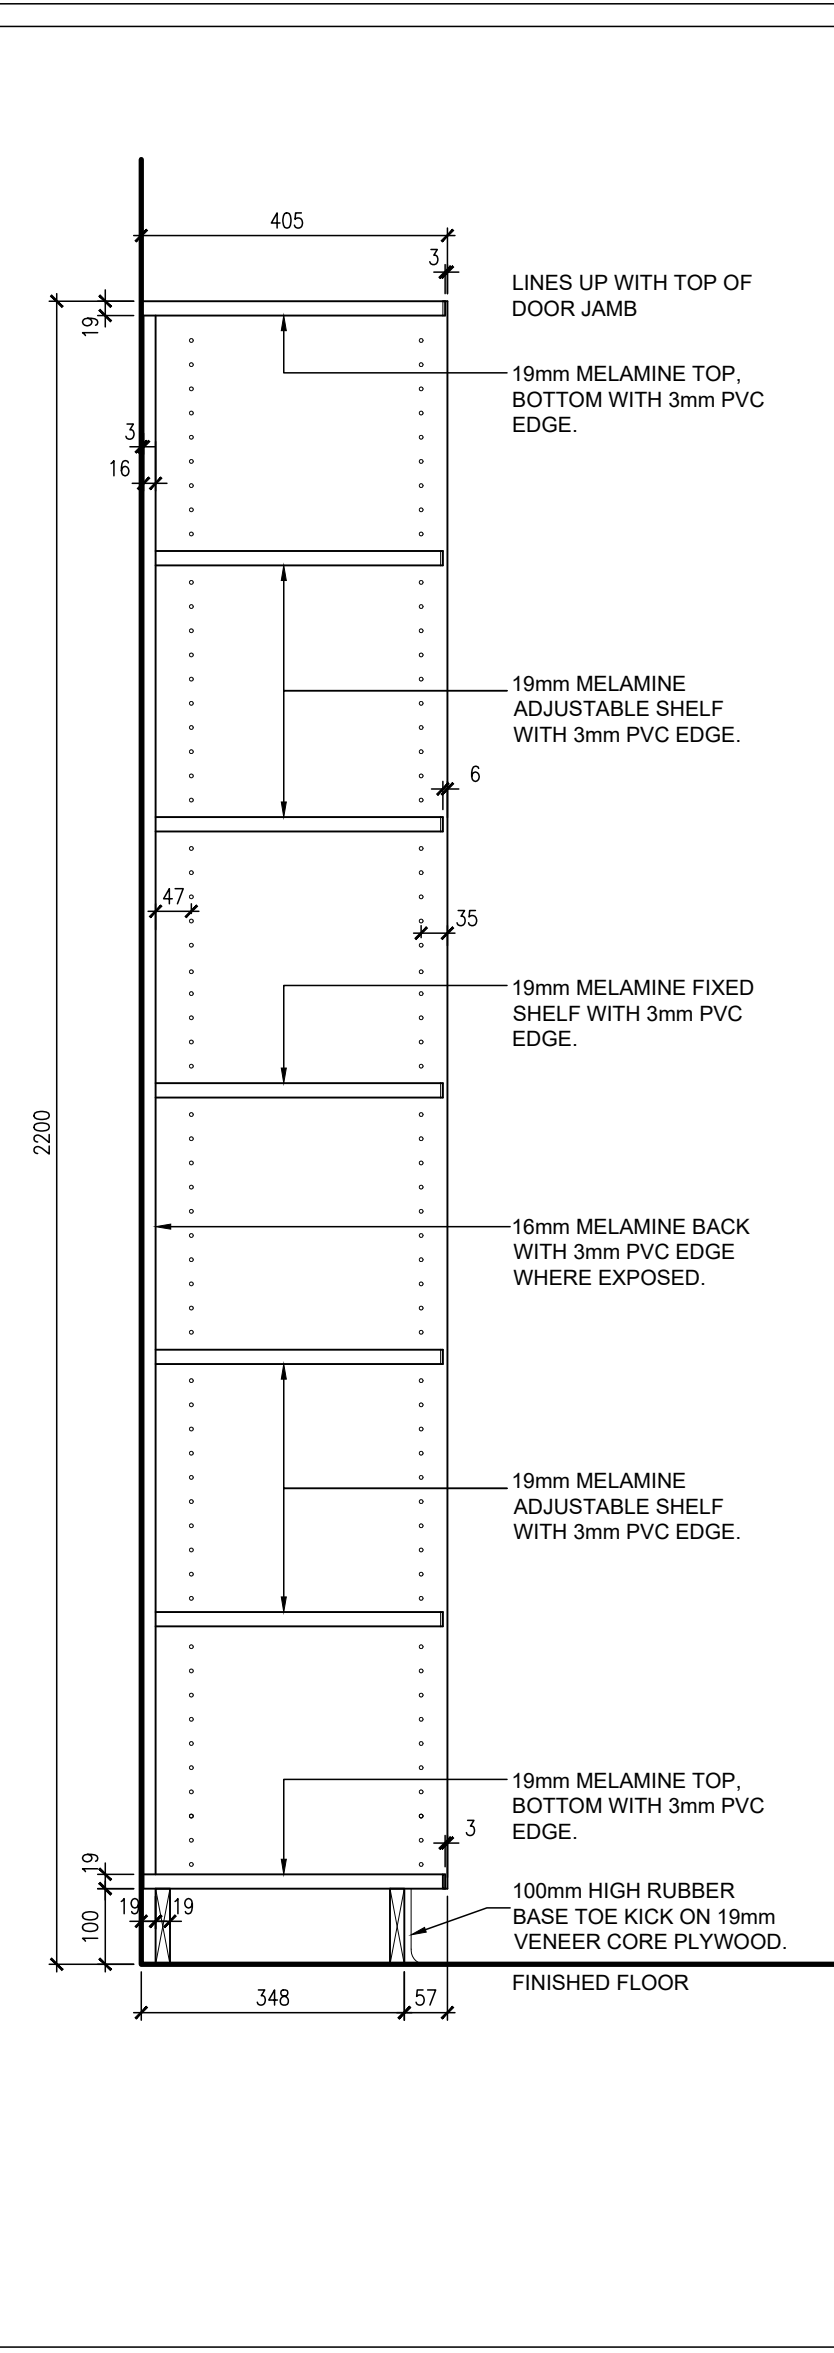 405
3
LINES UP WITH TOP OF
DOOR JAMB
19
19mm MELAMINE TOP,
BOTTOM WITH 3mm PVC
EDGE.
3
16
19mm MELAMINE
ADJUSTABLE SHELF
WITH 3mm PVC EDGE.
6
47
35
19mm MELAMINE FIXED
SHELF WITH 3mm PVC
EDGE.
2200
16mm MELAMINE BACK
WITH 3mm PVC EDGE
WHERE EXPOSED.
19mm MELAMINE
ADJUSTABLE SHELF
WITH 3mm PVC EDGE.
19mm MELAMINE TOP,
BOTTOM WITH 3mm PVC
EDGE.
3
19
100
19 19
100mm HIGH RUBBER
BASE TOE KICK ON 19mm
VENEER CORE PLYWOOD.
FINISHED FLOOR
348
57